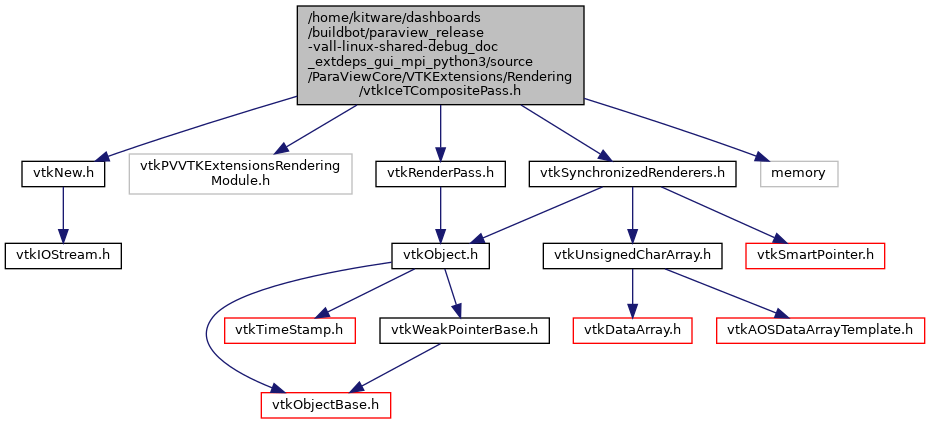 /home/kitware/dashboards
/buildbot/paraview_release
-vall-linux-shared-debug_doc
_extdeps_gui_mpi_python3/source
/ParaViewCore/VTKExtensions/Rendering
/vtkIceTCompositePass.h
vtkNew.h
vtkPVVTKExtensionsRendering
Module.h
vtkRenderPass.h
vtkSynchronizedRenderers.h
memory
vtkIOStream.h
vtkObject.h
vtkUnsignedCharArray.h
vtkSmartPointer.h
vtkTimeStamp.h
vtkWeakPointerBase.h
vtkDataArray.h
vtkAOSDataArrayTemplate.h
vtkObjectBase.h